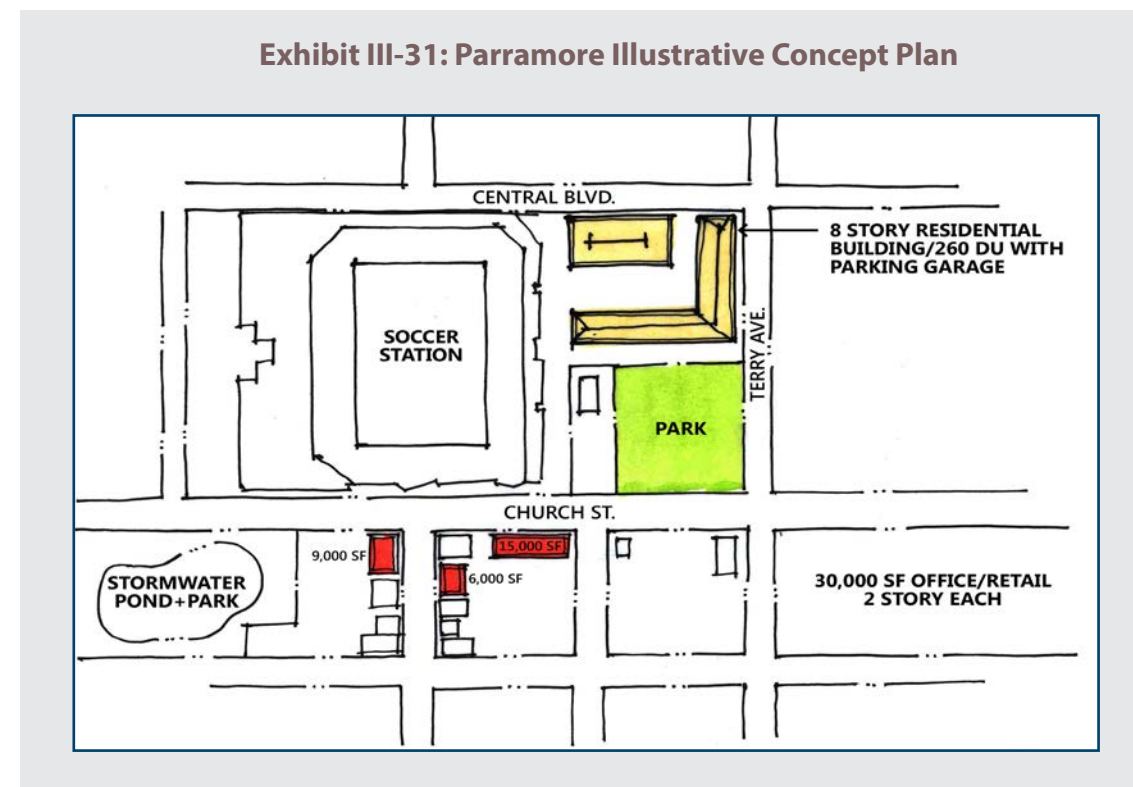 Exhibit III-31: Parramore Illustrative Concept Plan
CENTRAL BLVD.
8 STORY RESIDENTIAL
BUILDING/260 DU WITH
PARKING GARAGE
SOCCER
STATION
TERRY AVE.
PARK
CHURCH ST.
9,000 SF
15,000 SF
6,000 SF
STORMWATER
POND+PARK
30,000 SF OFFICE/RETAIL
2 STORY EACH